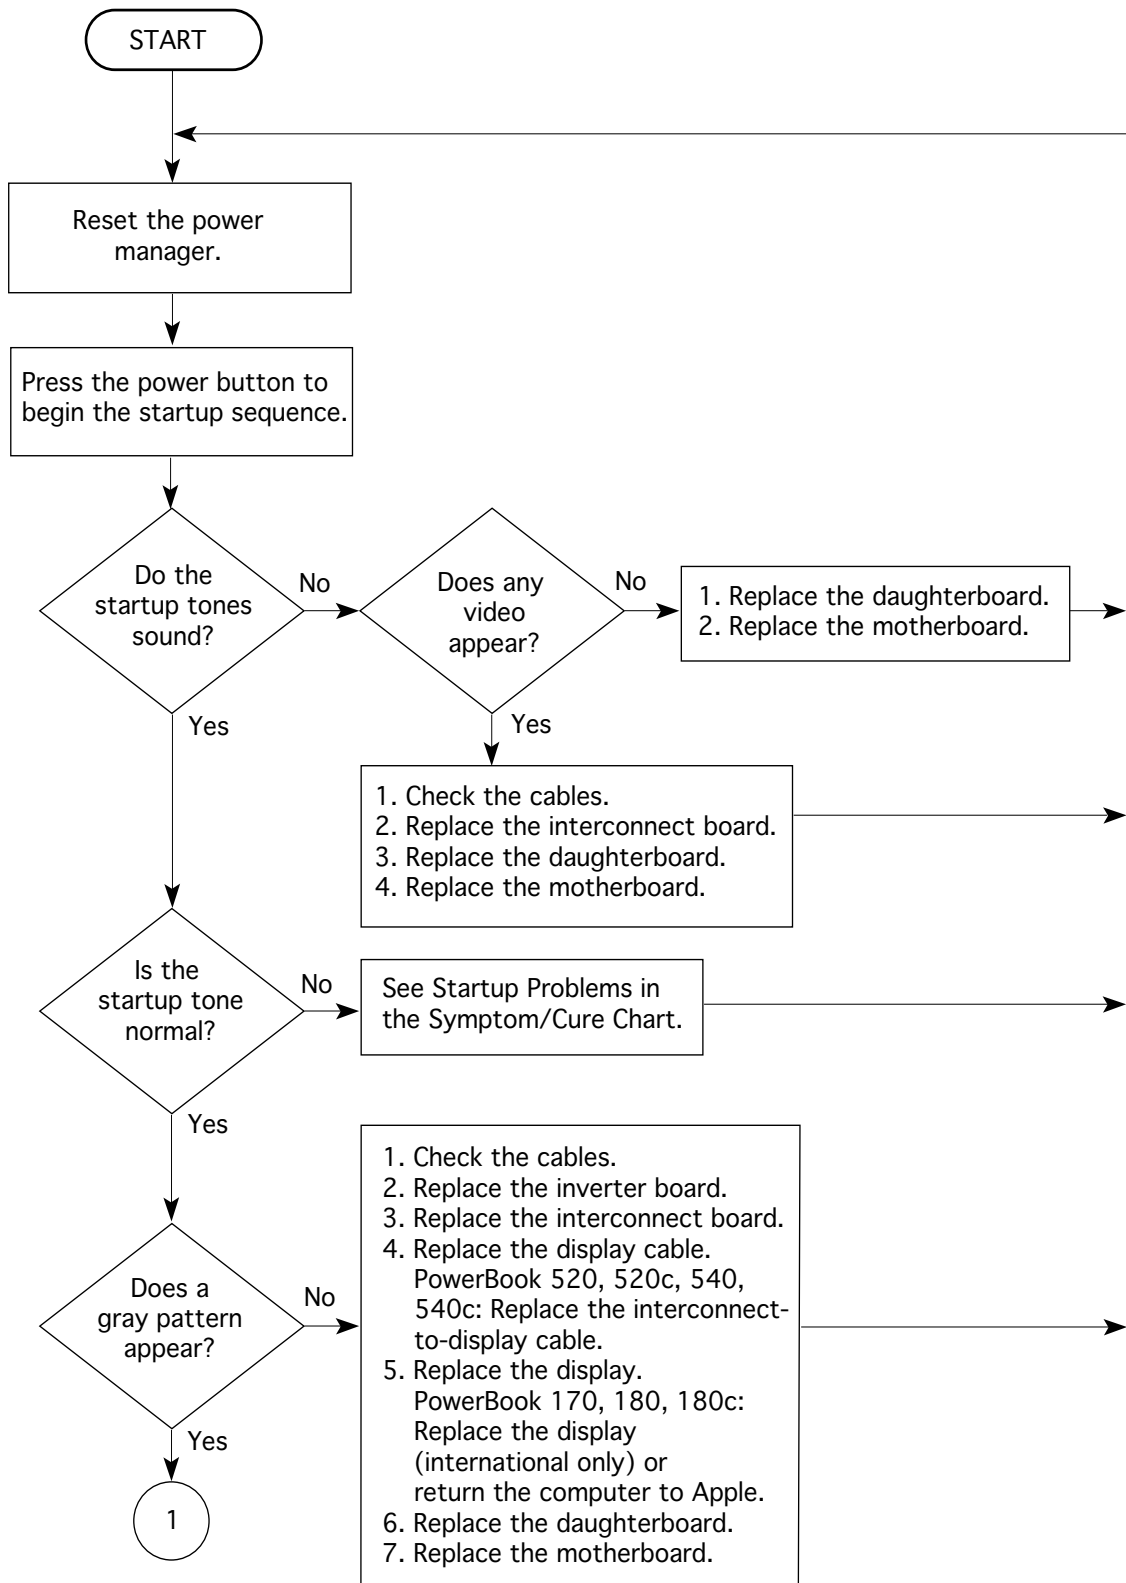 START
Reset the power
manager.
Press the power button to
begin the startup sequence.
Do the
startup tones
sound?
No
Does any
video
appear?
No
1. Replace the daughterboard.
2. Replace the motherboard.
Yes
Yes
1. Check the cables.
2. Replace the interconnect board.
3. Replace the daughterboard.
4. Replace the motherboard.
Is the
startup tone
normal?
No
See Startup Problems in
the Symptom/Cure Chart.
Yes
Does a
gray pattern
appear?
No
1. Check the cables.
2. Replace the inverter board.
3. Replace the interconnect board.
4. Replace the display cable.
PowerBook 520, 520c, 540,
540c: Replace the interconnect-
to-display cable.
5. Replace the display.
PowerBook 170, 180, 180c:
Replace the display
(international only) or
return the computer to Apple.
6. Replace the daughterboard.
7. Replace the motherboard.
Yes
1